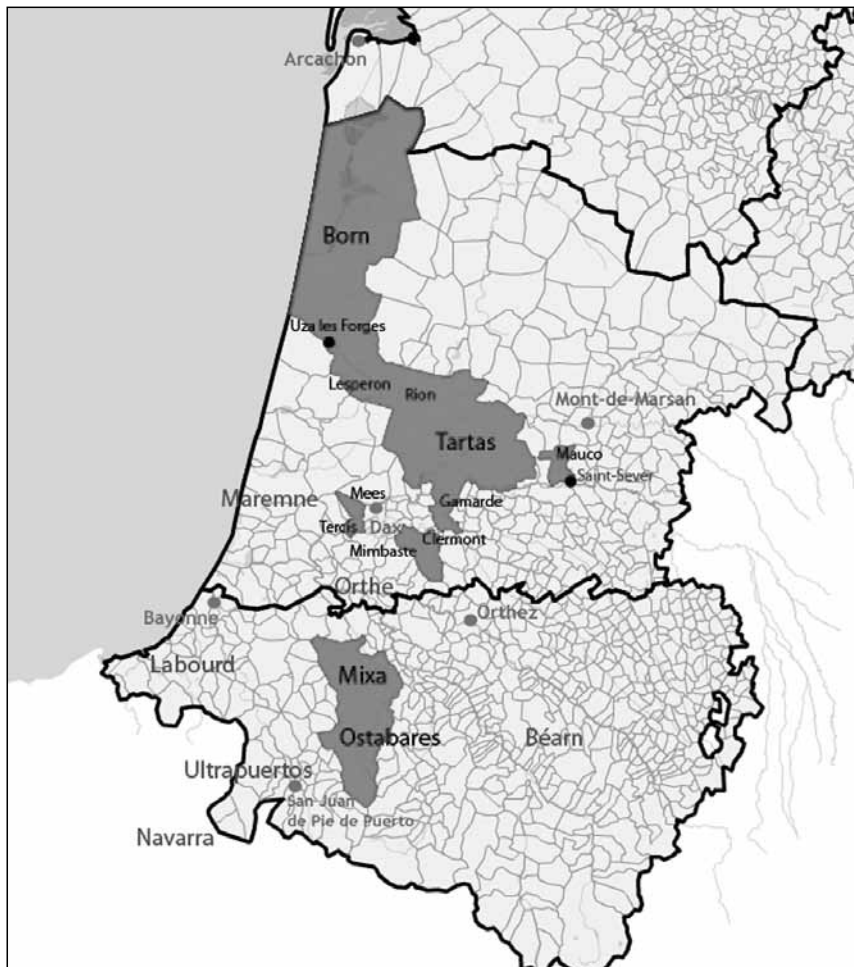 Arcachon
Born
Uza les Forges
Lesperon
Rion
Mont-de-Marsan
Tartas
Mauco
Saint-Sever
Maremne
Mees
Gamarde
Tercis
Dax
Clermont
Mimbaste
Orthe
Bayonne
Orthez
Labourd
Mixa
Ostabares
Béarn
Ultrapuertos
San Juan
de Pie de Puerto
Navarra